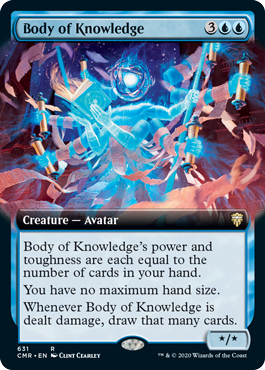 Body of Knowledge 3
Creature — Avatar
Body of Knowledge's power and
toughness are each equal to the
number of cards in your hand.
You have no maximum hand size.
Whenever Body of Knowledge is
dealt damage, draw that many cards.
*/*
631 R
CMR • EN CLINT CEARLEY
™ & © 2020 Wizards of the Coast